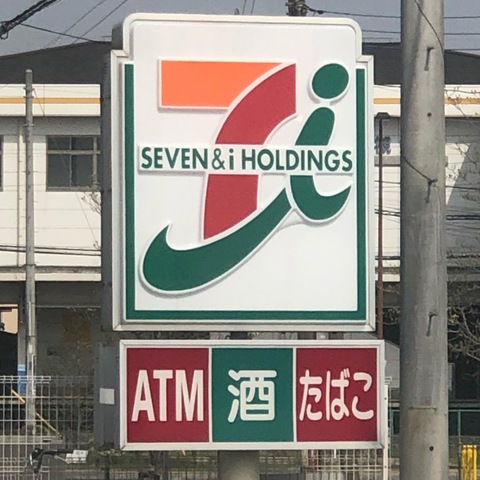 SEVEN & i HOLDINGS
ATM 酒 たばこ